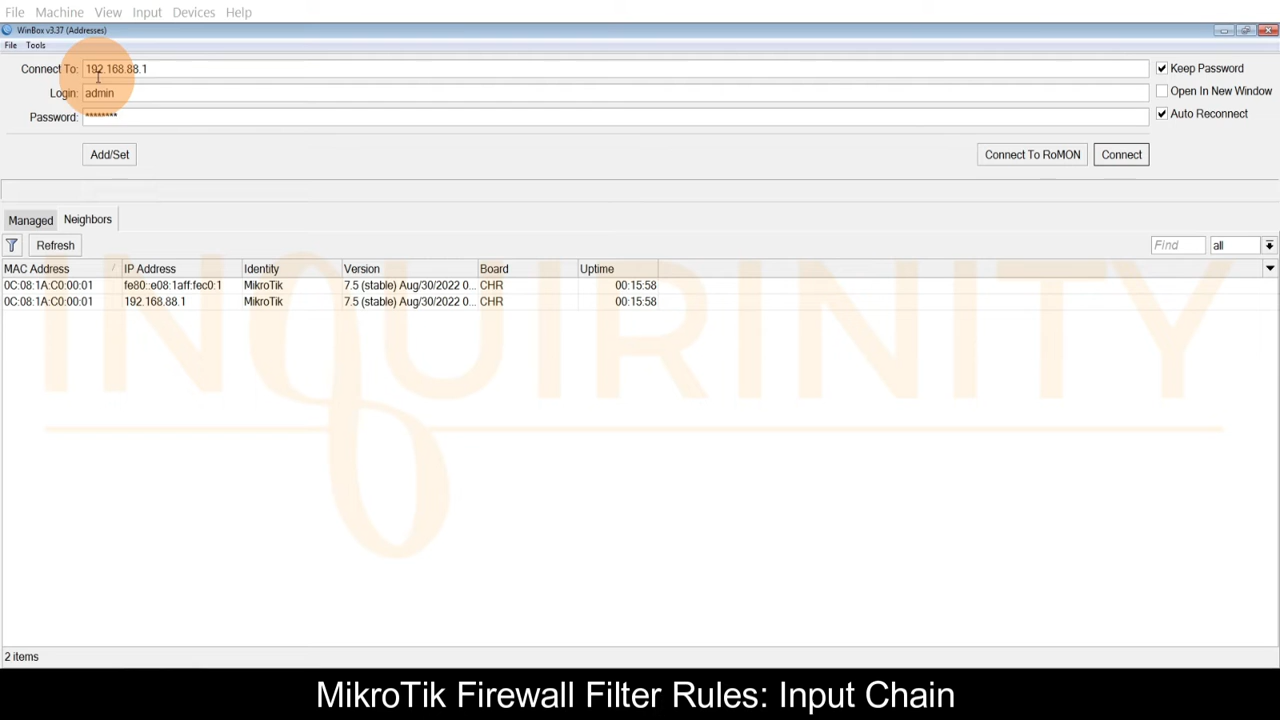 File Machine View Input Devices Help
WinBox v3.37 (Addresses)
File Tools
Connect To: 192.168.88.1
Keep Password
Login: admin
Open In New Window
Password: ********
Auto Reconnect
Add/Set
Connect To RoMON
Connect
Managed
Neighbors
Refresh
Find
all
MAC Address IP Address Identity Version Board Uptime
0C:08:1A:C0:00:01 fe80::e08:1aff:fec0:1 MikroTik 7.5 (stable) Aug/30/2022 0... CHR 00:15:58
0C:08:1A:C0:00:01 192.168.88.1 MikroTik 7.5 (stable) Aug/30/2022 0... CHR 00:15:58
INQUIRINITY
2 items
MikroTik Firewall Filter Rules: Input Chain